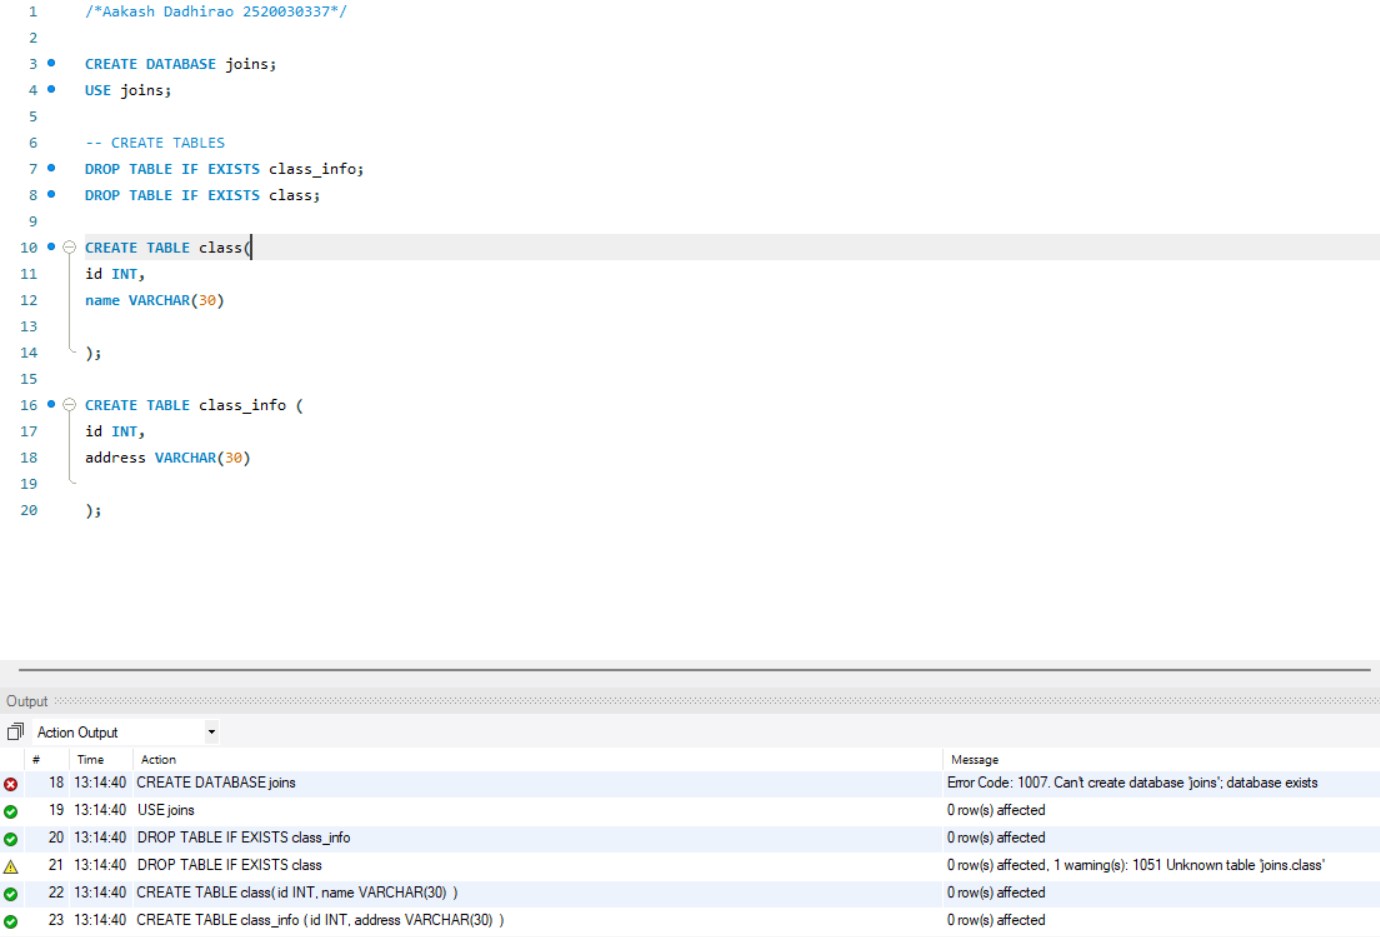 1 /*Aakash Dadhirao 2520030337*/
2
3 CREATE DATABASE joins;
4 USE joins;
5
6 -- CREATE TABLES
7 DROP TABLE IF EXISTS class_info;
8 DROP TABLE IF EXISTS class;
9
10 CREATE TABLE class(
11 id INT,
12 name VARCHAR(30)
13
14 );
15
16 CREATE TABLE class_info (
17 id INT,
18 address VARCHAR(30)
19
20 );
Output
Action Output
# Time Action Message
18 13:14:40 CREATE DATABASE joins Error Code: 1007. Can't create database 'joins'; database exists
19 13:14:40 USE joins 0 row(s) affected
20 13:14:40 DROP TABLE IF EXISTS class_info 0 row(s) affected
21 13:14:40 DROP TABLE IF EXISTS class 0 row(s) affected, 1 warning(s): 1051 Unknown table 'joins.class'
22 13:14:40 CREATE TABLE class( id INT, name VARCHAR(30) ) 0 row(s) affected
23 13:14:40 CREATE TABLE class_info ( id INT, address VARCHAR(30) ) 0 row(s) affected